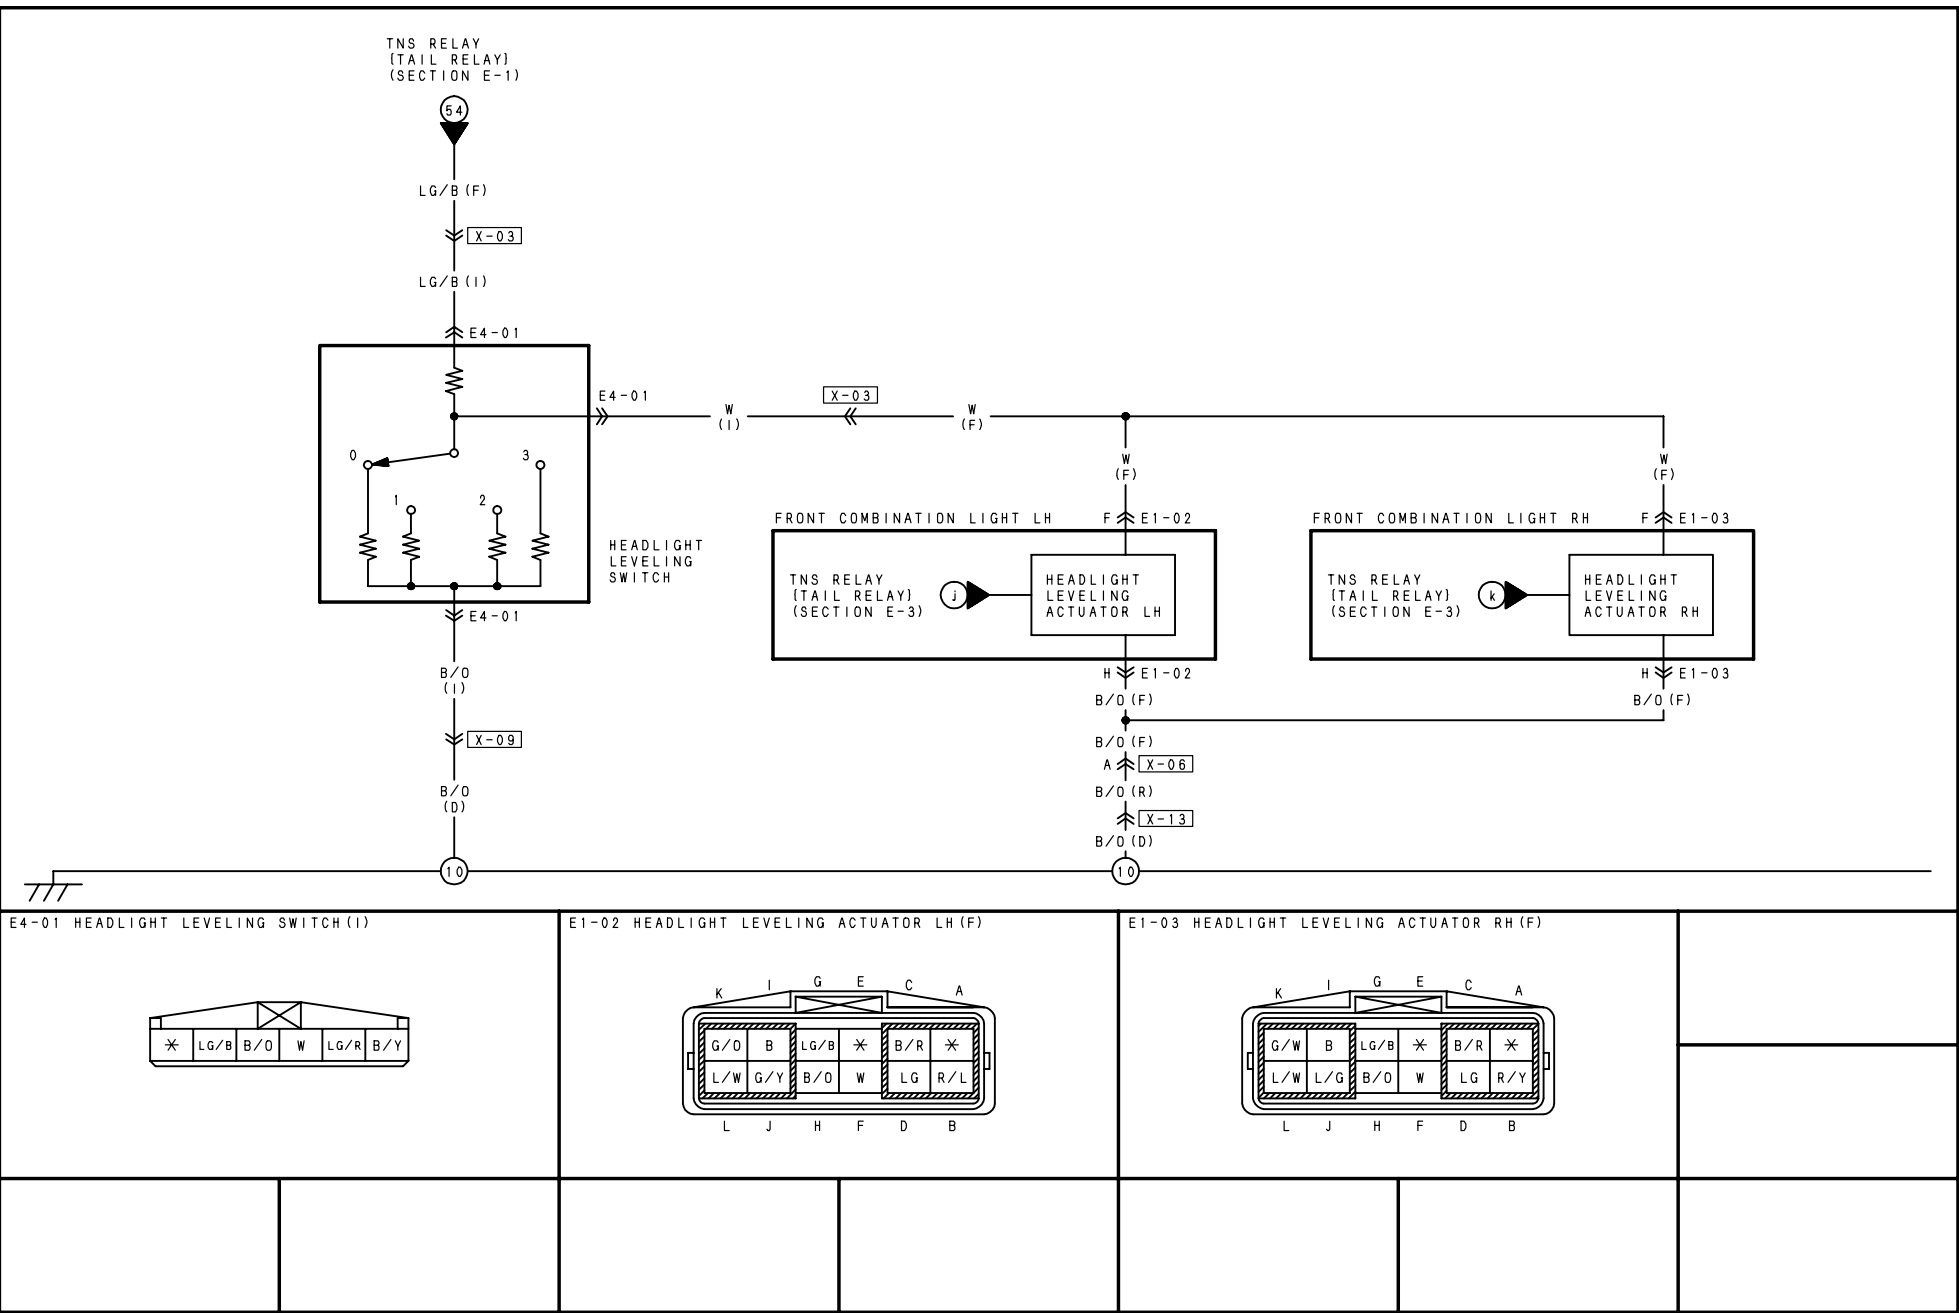 TNS RELAY
(TAIL RELAY)
(SECTION E-1)
54
LG/B (F)
X-03
LG/B (I)
E4-01
E4-01
X-03
W
(I)
W
(F)
0
3
1
2
HEADLIGHT
LEVELING
SWITCH
E4-01
W
(F)
W
(F)
FRONT COMBINATION LIGHT LH
F
E1-02
FRONT COMBINATION LIGHT RH
F
E1-03
TNS RELAY
(TAIL RELAY)
(SECTION E-3)
j
HEADLIGHT
LEVELING
ACTUATOR LH
TNS RELAY
(TAIL RELAY)
(SECTION E-3)
k
HEADLIGHT
LEVELING
ACTUATOR RH
H
E1-02
H
E1-03
B/O
(I)
B/O (F)
B/O (F)
X-09
B/O (F)
A
X-06
B/O
(D)
B/O (R)
X-13
B/O (D)
10
10
E4-01 HEADLIGHT LEVELING SWITCH (I)
* LG/B B/O W LG/R B/Y
E1-02 HEADLIGHT LEVELING ACTUATOR LH (F)
K I G E C A
G/O B LG/B * B/R *
L/W G/Y B/O W LG R/L
L J H F D B
E1-03 HEADLIGHT LEVELING ACTUATOR RH (F)
K I G E C A
G/W B LG/B * B/R *
L/W L/G B/O W LG R/Y
L J H F D B